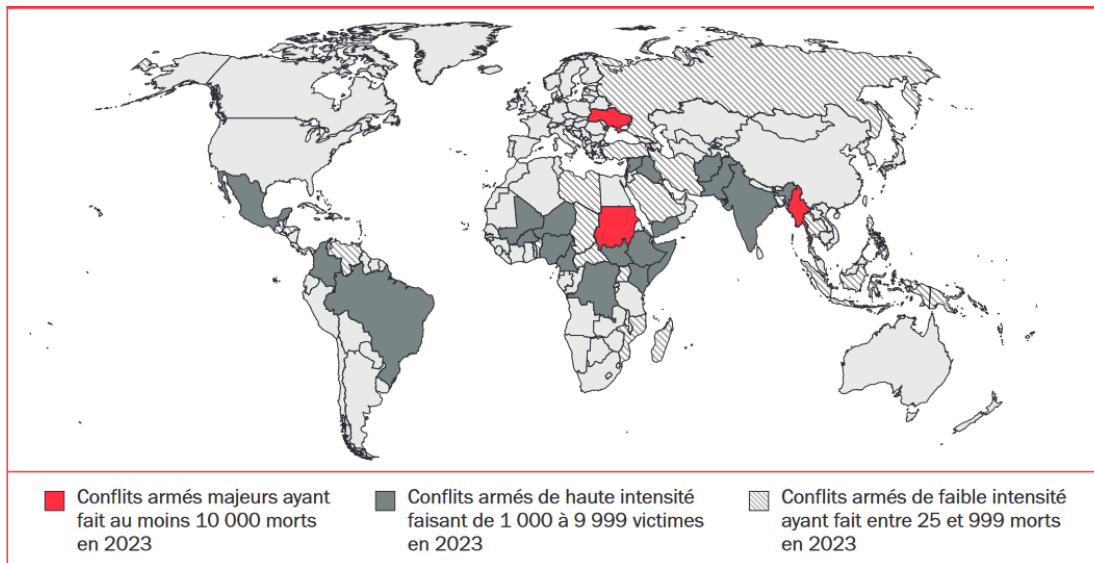 Conflits armés majeurs ayant
fait au moins 10 000 morts
en 2023
Conflits armés de haute intensité
faisant de 1 000 à 9 999 victimes
en 2023
Conflits armés de faible intensité
ayant fait entre 25 et 999 morts
en 2023